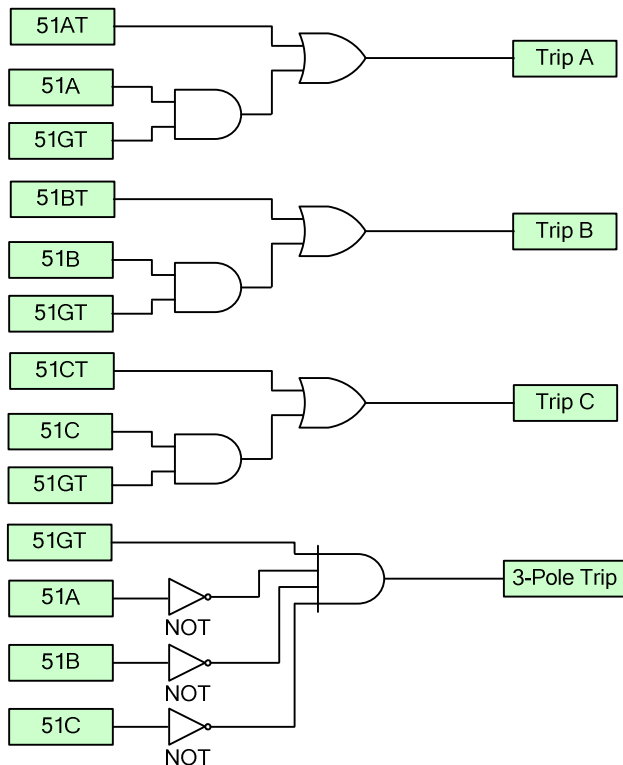 51AT
Trip A
51A
51GT
51BT
Trip B
51B
51GT
51CT
Trip C
51C
51GT
51GT
3-Pole Trip
51A
NOT
51B
NOT
51C
NOT